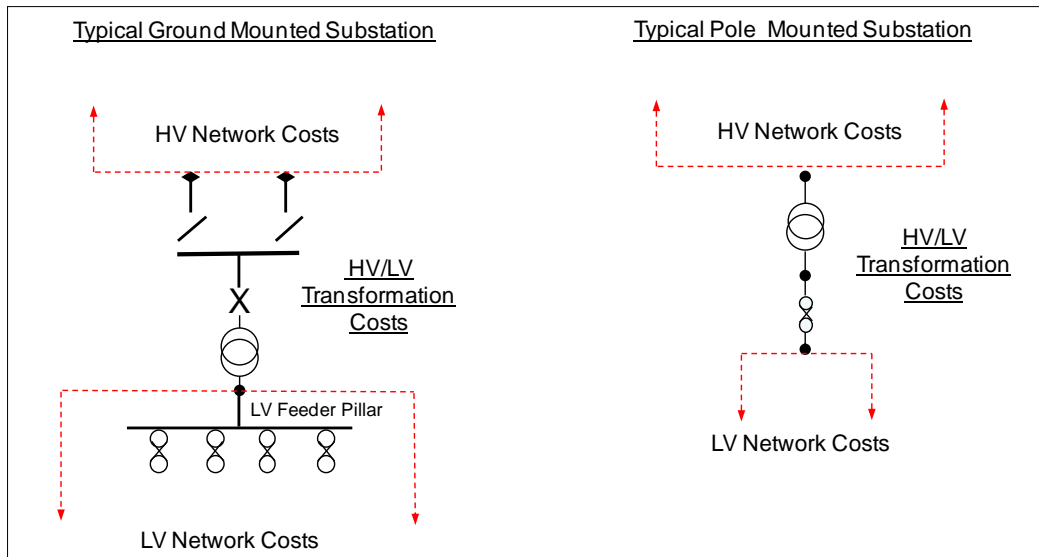 Typical Ground Mounted Substation
HV Network Costs
HV/LV
Transformation
Costs
LV Feeder Pillar
LV Network Costs
Typical Pole Mounted Substation
HV Network Costs
HV/LV
Transformation
Costs
LV Network Costs